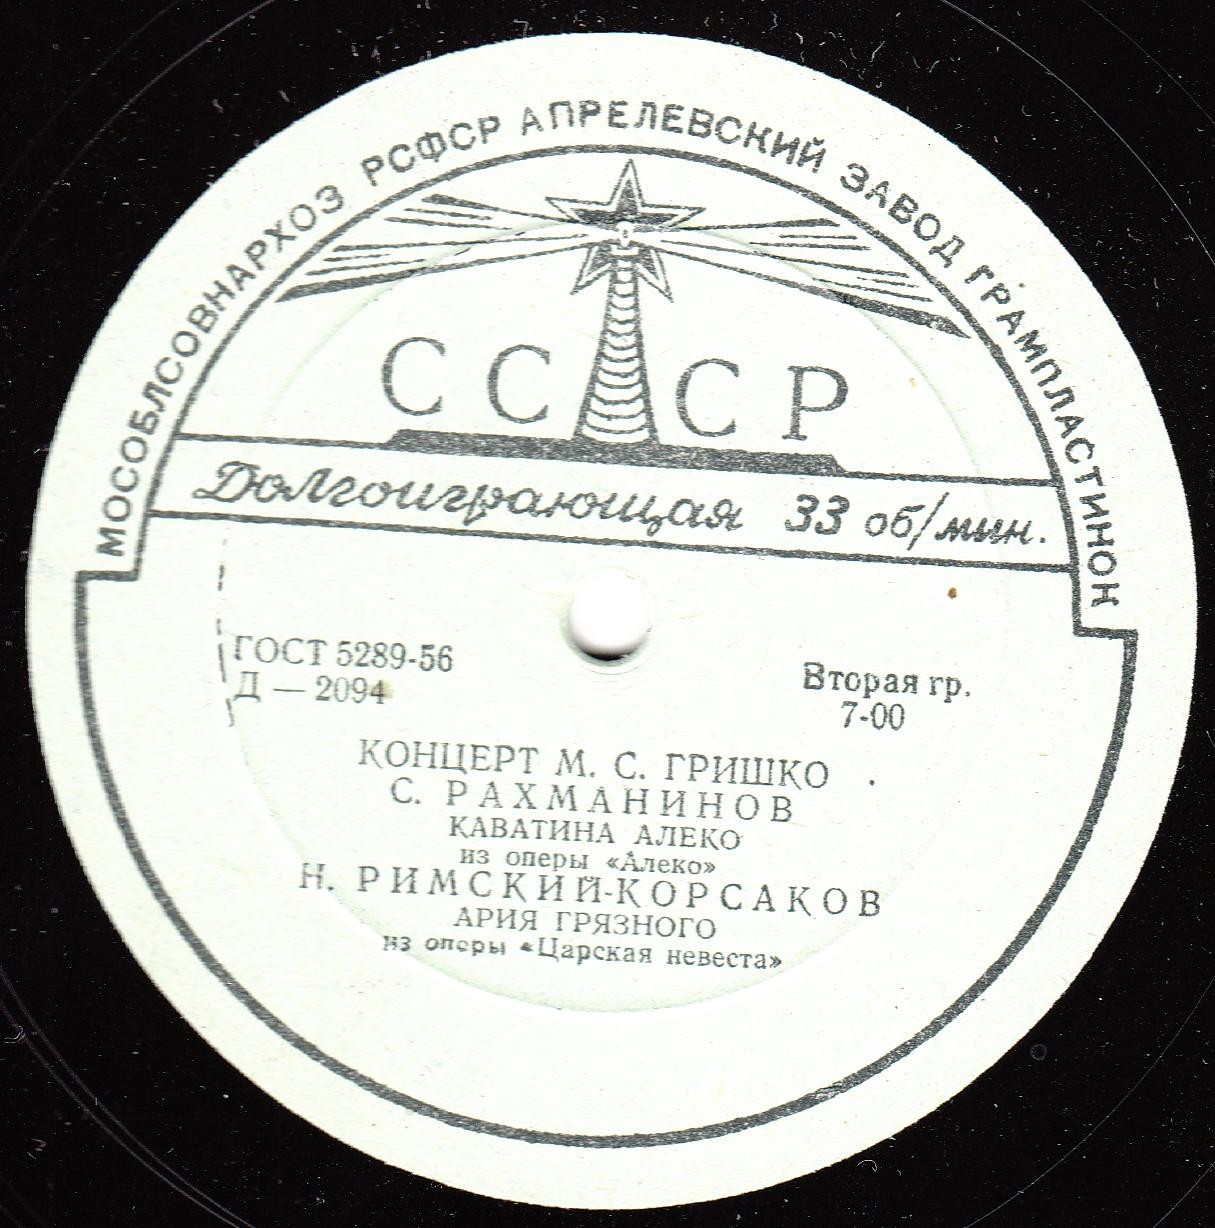 МОСОБЛСОВНАРХОЗ РСФСР АПРЕЛЕВСКИЙ ЗАВОД ГРАМПЛАСТИНОК
СССР
Долгоиграющая 33 об/мин.
ГОСТ 5289-56
Д — 2094
Вторая гр.
7-00
КОНЦЕРТ М. С. ГРИШКО
С. РАХМАНИНОВ
КАВАТИНА АЛЕКО
из оперы «Алеко»
Н. РИМСКИЙ-КОРСАКОВ
АРИЯ ГРЯЗНОГО
из оперы «Царская невеста»